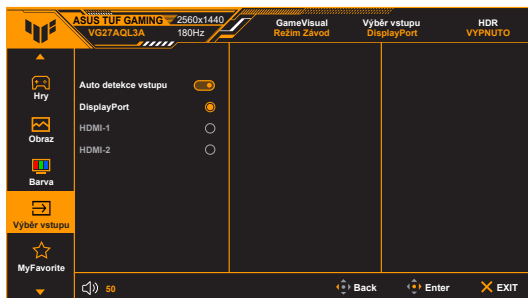 ASUS TUF GAMING 2560x1440
VG27AQL3A 180Hz
GameVisual Výběr vstupu HDR
Režim Závod DisplayPort VYPNUTO
Hry
Obraz
Barva
Výběr vstupu
MyFavorite
Auto detekce vstupu
DisplayPort
HDMI-1
HDMI-2
50
Back Enter EXIT